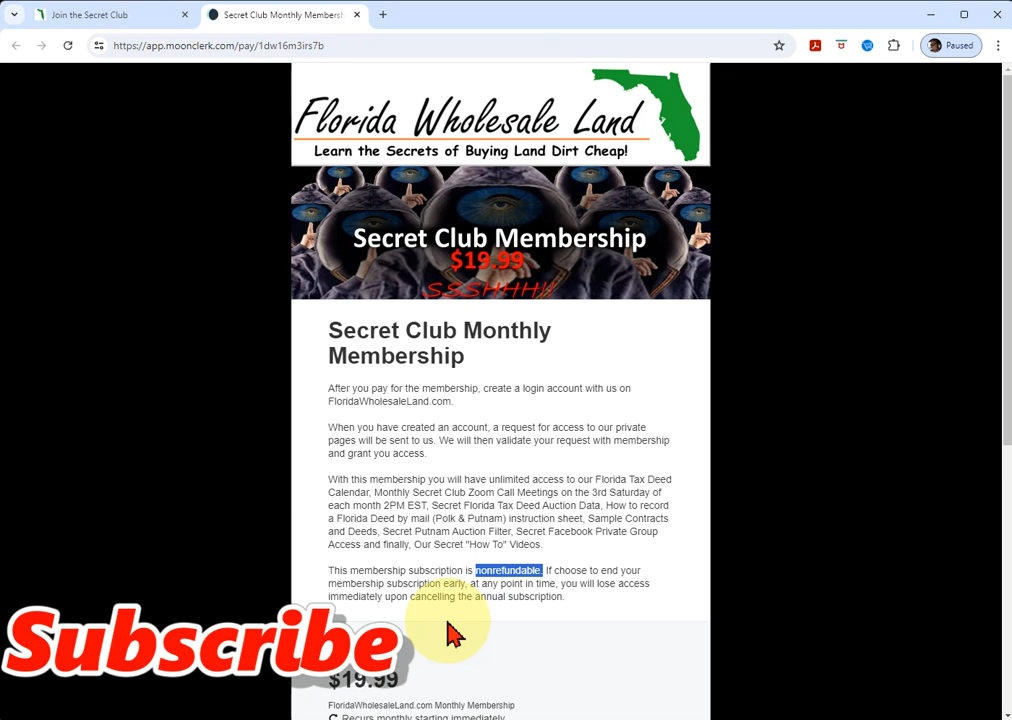 Join the Secret Club
Secret Club Monthly Membersh
https://app.moonclerk.com/pay/1dw16m3irs7b
Paused
Florida Wholesale Land
Learn the Secrets of Buying Land Dirt Cheap!
Secret Club Membership
$19.99
SSSHHH!!
Secret Club Monthly
Membership
After you pay for the membership, create a login account with us on
FloridaWholesaleLand.com.
When you have created an account, a request for access to our private
pages will be sent to us. We will then validate your request with membership
and grant you access.
With this membership you will have unlimited access to our Florida Tax Deed
Calendar, Monthly Secret Club Zoom Call Meetings on the 3rd Saturday of
each month 2PM EST, Secret Florida Tax Deed Auction Data, How to record
a Florida Deed by mail (Polk & Putnam) instruction sheet, Sample Contracts
and Deeds, Secret Putnam Auction Filter, Secret Facebook Private Group
Access and finally, Our Secret "How To" Videos.
This membership subscription is nonrefundable. If choose to end your
membership subscription early, at any point in time, you will lose access
immediately upon cancelling the annual subscription.
Subscribe
$19.99
FloridaWholesaleLand.com Monthly Membership
Recurs monthly starting immediately